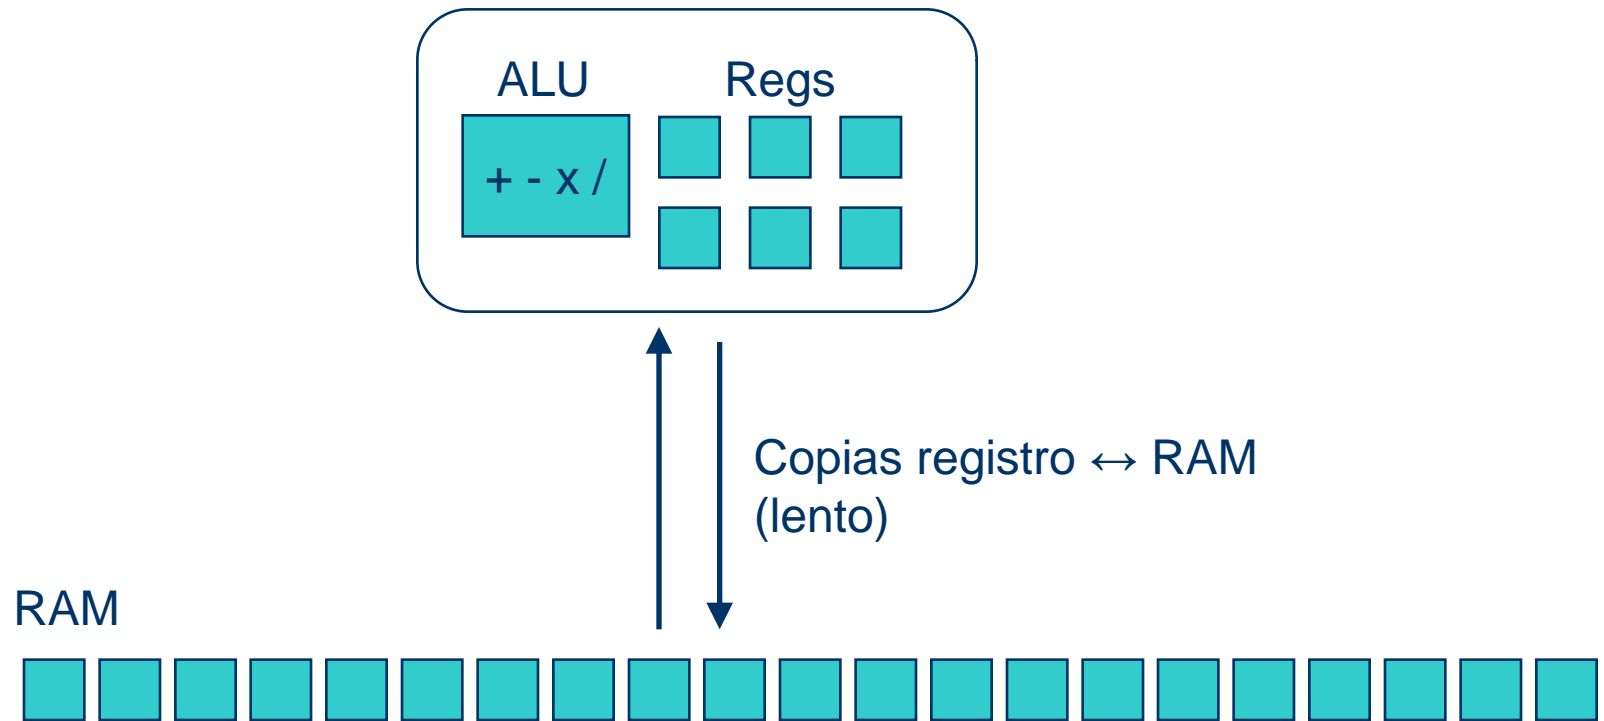 ALU
Regs
+ - x /
Copias registro ↔ RAM
(lento)
RAM